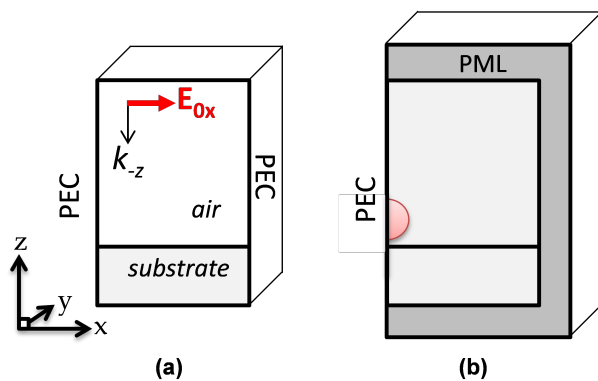 E0x
k-z
PEC
PEC
air
substrate
z
y
x
(a)
PML
PEC
(b)